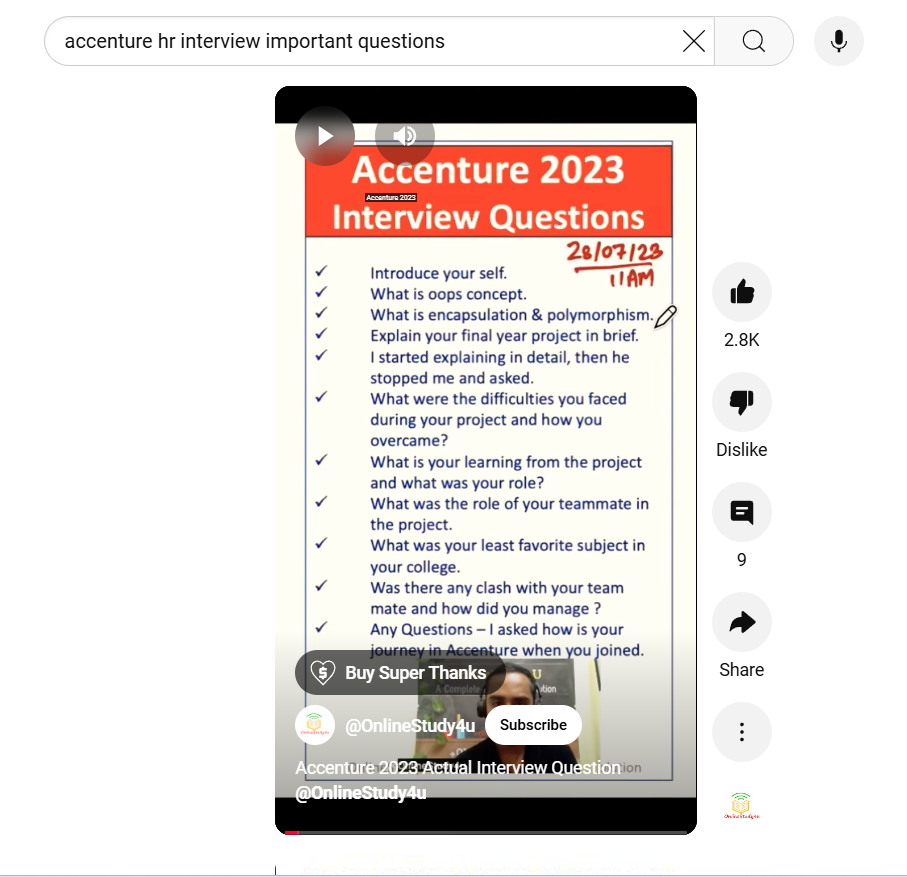 accenture hr interview important questions
Accenture 2023
Accenture 2023
Interview Questions
28/07/23
11AM
✓ Introduce your self.
✓ What is oops concept.
✓ What is encapsulation & polymorphism.
✓ Explain your final year project in brief.
✓ I started explaining in detail, then he
stopped me and asked.
✓ What were the difficulties you faced
during your project and how you
overcame?
✓ What is your learning from the project
and what was your role?
✓ What was the role of your teammate in
the project.
✓ What was your least favorite subject in
your college.
✓ Was there any clash with your team
mate and how did you manage ?
✓ Any Questions – I asked how is your
journey in Accenture when you joined.
Buy Super Thanks
U
A Complete
@OnlineStudy4u
Subscribe
Accenture 2023 Actual Interview Question
@OnlineStudy4u
2.8K
Dislike
9
Share
OnlineStudy4u